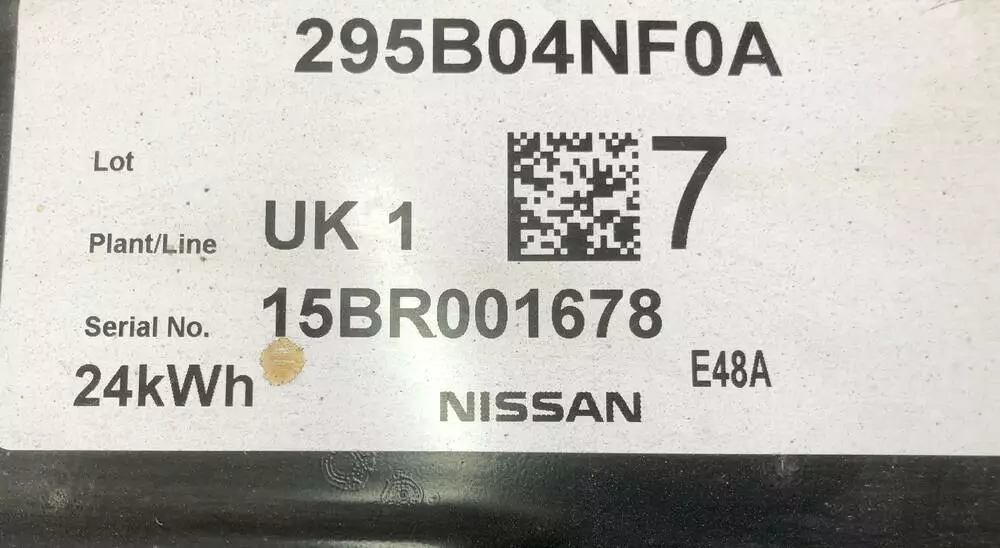 295B04NF0A
Lot
7
Plant/Line UK 1
Serial No. 15BR001678
24kWh
E48A
NISSAN